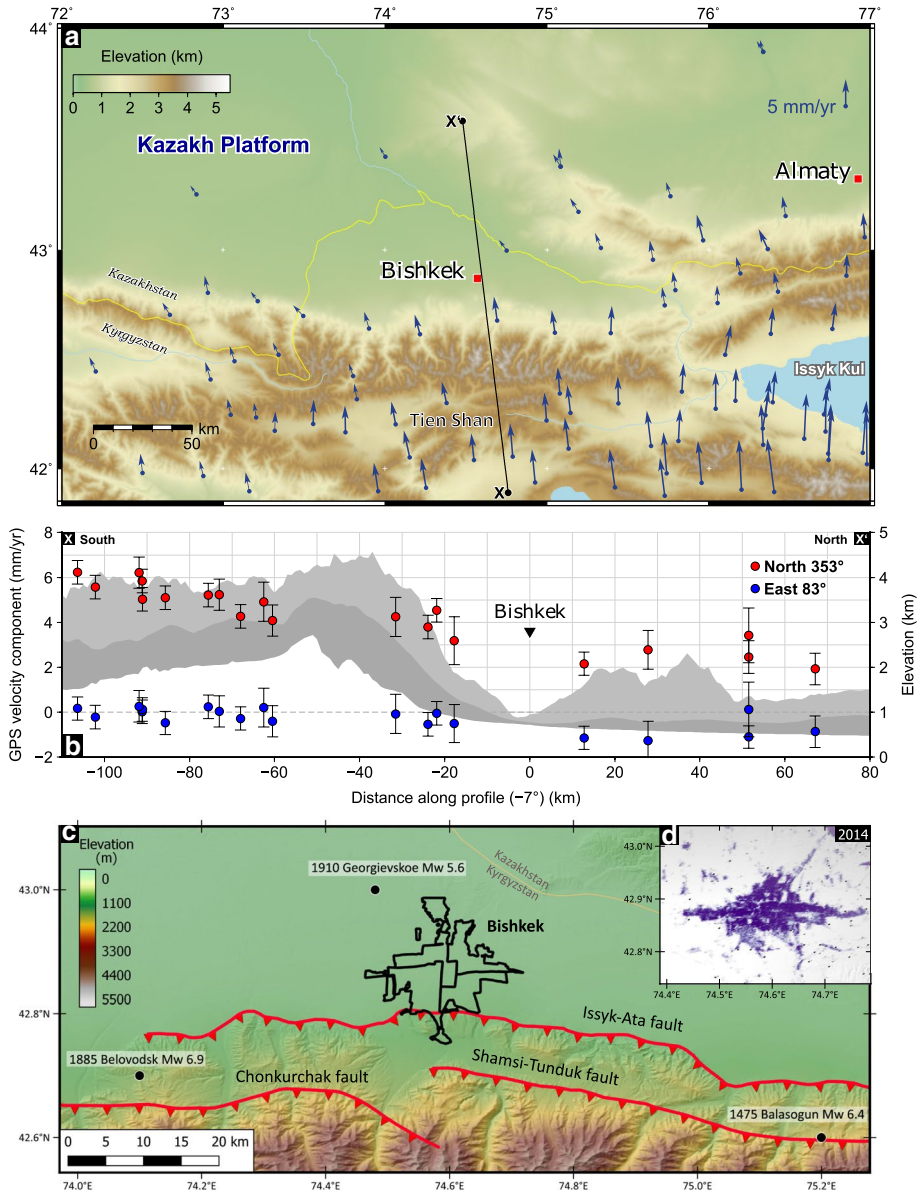 72° 73° 74° 75° 76° 77°
44°
a
Elevation (km)
0 1 2 3 4 5
5 mm/yr
X'
Kazakh Platform
Almaty
43°
Bishkek
Kazakhstan
Kyrgyzstan
Issyk Kul
Tien Shan
0 50 km
42°
X
8 X South North X' 5
GPS velocity component (mm/yr)
6 4 2 0 −2
North 353°
East 83°
Bishkek
Elevation (km)
4 3 2 1 0
b
−100 −80 −60 −40 −20 0 20 40 60 80
Distance along profile (−7°) (km)
c
Elevation
(m)
0
1100
2200
3300
4400
5500
1910 Georgievskoe Mw 5.6
Kazakhstan
Kyrgyzstan
Bishkek
d
2014
43.0°N
42.9°N
42.8°N
74.4°E 74.5°E 74.6°E 74.7°E
43.0°N
42.8°N
42.6°N
Issyk-Ata fault
1885 Belovodsk Mw 6.9
Shamsi-Tunduk fault
Chonkurchak fault
1475 Balasogun Mw 6.4
0 5 10 15 20 km
74.0°E 74.2°E 74.4°E 74.6°E 74.8°E 75.0°E 75.2°E